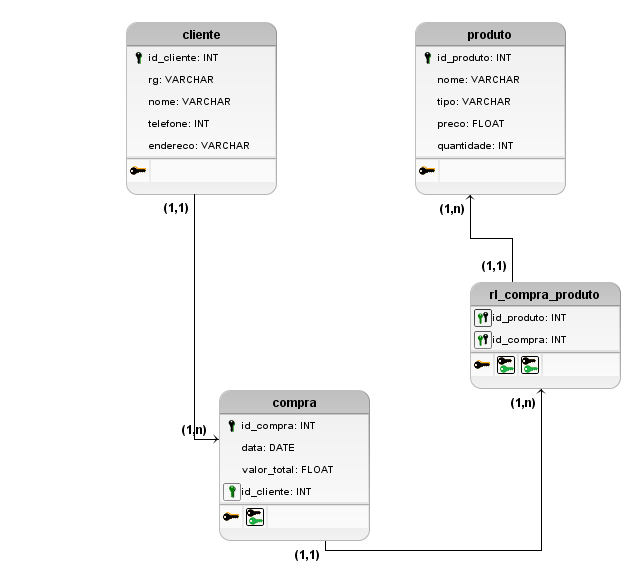 cliente
id_cliente: INT
rg: VARCHAR
nome: VARCHAR
telefone: INT
endereco: VARCHAR
(1,1)
produto
id_produto: INT
nome: VARCHAR
tipo: VARCHAR
preco: FLOAT
quantidade: INT
(1,n)
(1,1)
rl_compra_produto
id_produto: INT
id_compra: INT
(1,n)
compra
(1,n)
id_compra: INT
data: DATE
valor_total: FLOAT
id_cliente: INT
(1,1)